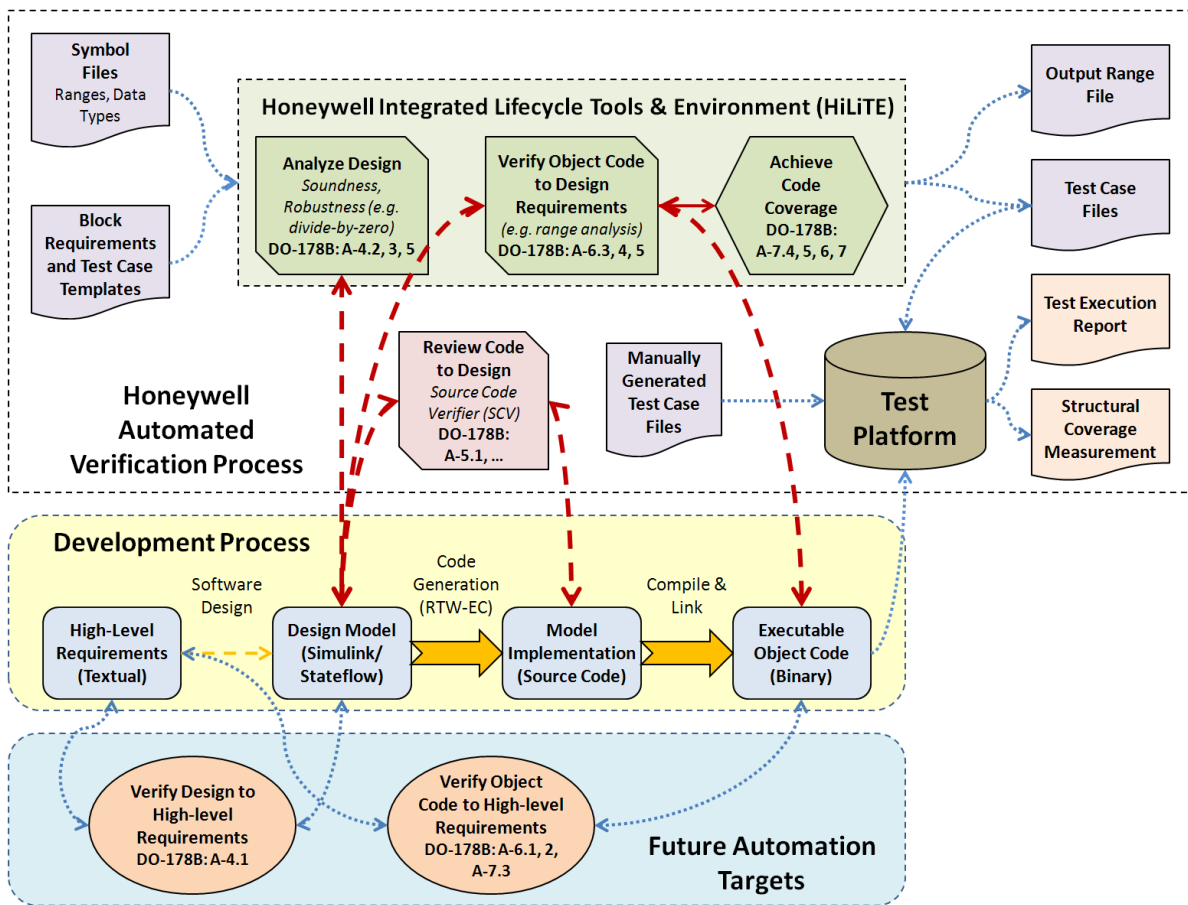 Symbol
Files
Ranges, Data
Types
Block
Requirements
and Test Case
Templates
Honeywell Integrated Lifecycle Tools & Environment (HiLiTE)
Analyze Design
Soundness,
Robustness (e.g.
divide-by-zero)
DO-178B: A-4.2, 3, 5
Verify Object Code
to Design
Requirements
(e.g. range analysis)
DO-178B: A-6.3, 4, 5
Achieve
Code
Coverage
DO-178B:
A-7.4, 5, 6, 7
Output Range
File
Test Case
Files
Test Execution
Report
Structural
Coverage
Measurement
Review Code
to Design
Source Code
Verifier (SCV)
DO-178B:
A-5.1, ...
Manually
Generated
Test Case
Files
Test
Platform
Honeywell
Automated
Verification Process
Development Process
Software
Design
Code
Generation
(RTW-EC)
Compile &
Link
High-Level
Requirements
(Textual)
Design Model
(Simulink/
Stateflow)
Model
Implementation
(Source Code)
Executable
Object Code
(Binary)
Verify Design to
High-level
Requirements
DO-178B: A-4.1
Verify Object
Code to High-level
Requirements
DO-178B: A-6.1, 2,
A-7.3
Future Automation
Targets